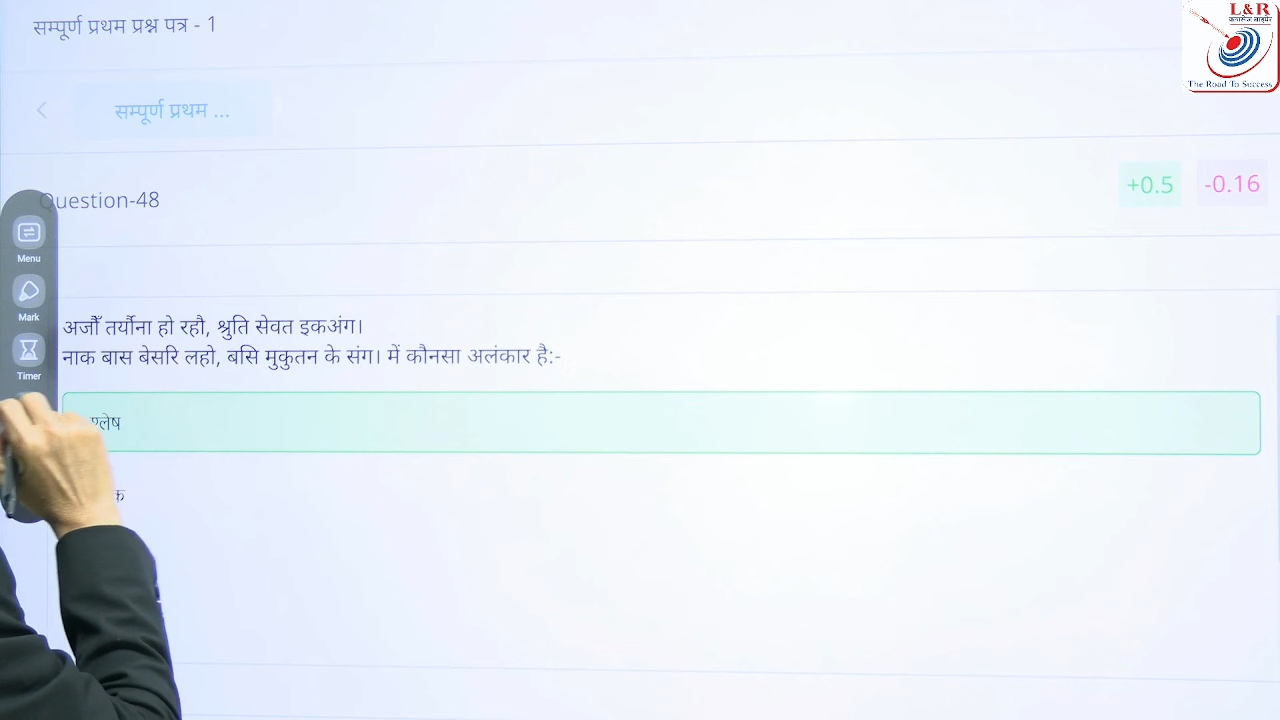 सम्पूर्ण प्रथम प्रश्न पत्र - 1
L&R
The Road To Success
सम्पूर्ण प्रथम ...
Question-48
+0.5
-0.16
Menu
Mark
Timer
अजौँ तर्यौना हो रहौ, श्रुति सेवत इकअंग।
नाक बास बेसरि लहो, बसि मुकुतन के संग। में कौनसा अलंकार है:-
श्लेष